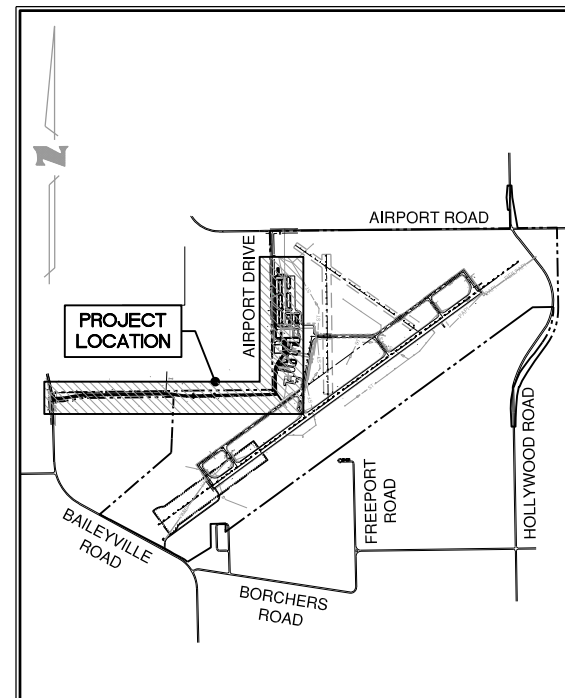 N
AIRPORT ROAD
AIRPORT DRIVE
PROJECT
LOCATION
FREEPORT
ROAD
HOLLYWOOD ROAD
BAILEYVILLE
ROAD
BORCHERS
ROAD